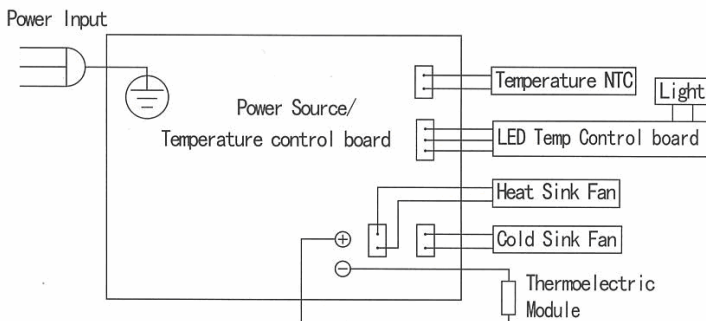 Power Input
Power Source/
Temperature control board
Temperature NTC
Light
LED Temp Control board
Heat Sink Fan
Cold Sink Fan
Thermoelectric
Module